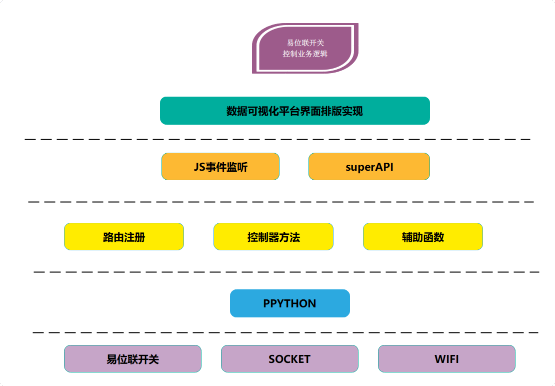 易位联开关
控制业务逻辑
数据可视化平台界面排版实现
JS事件监听
superAPI
路由注册
控制器方法
辅助函数
PPYTHON
易位联开关
SOCKET
WIFI